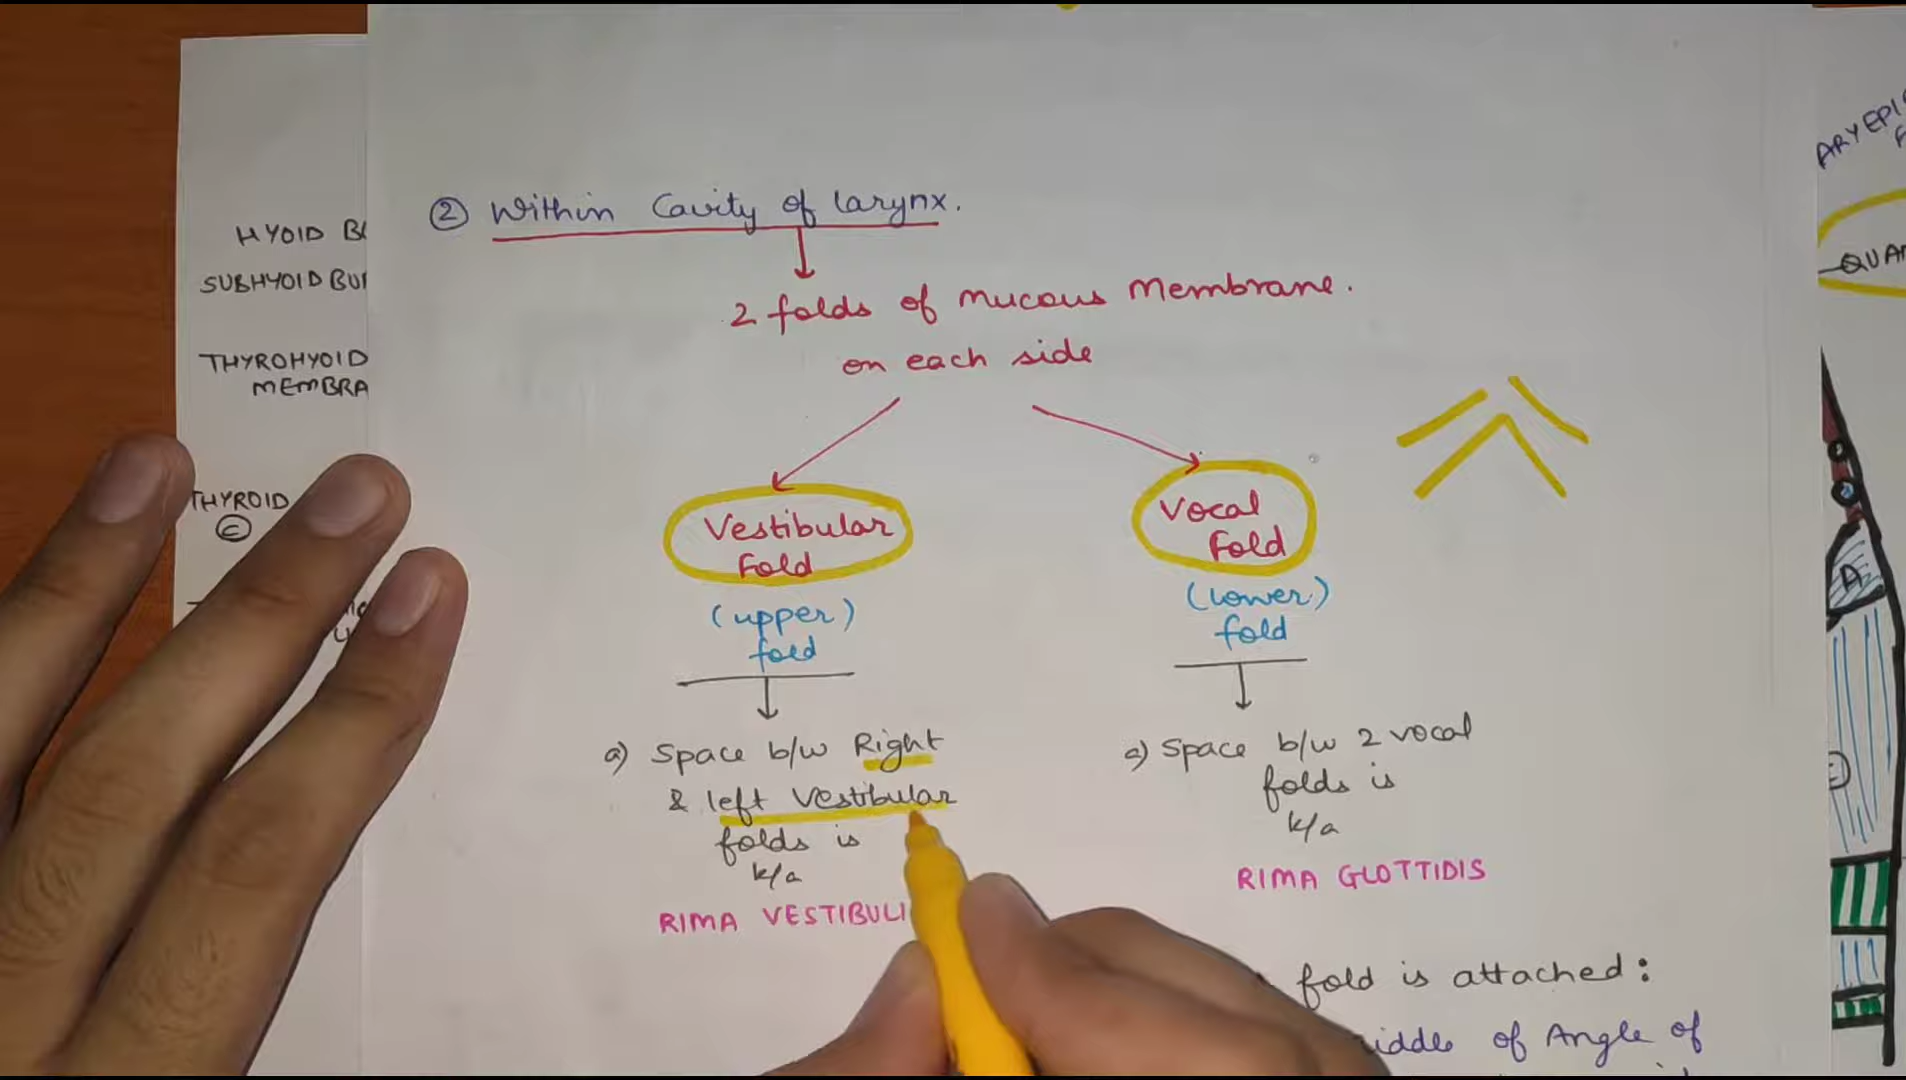 ② Within Cavity of larynx.
2 folds of mucous membrane.
on each side
Vestibular
Fold
(upper)
fold
a) Space b/w Right
& left Vestibular
folds is
k/a
RIMA VESTIBULI
Vocal
Fold
(lower)
fold
a) Space b/w 2 vocal
folds is
k/a
RIMA GLOTTIDIS
fold is attached:
of Angle of
HYOID
SUBHYOID
THYROHYOID
MEMBRA
THYROID
C
ARYEPI
QUA
A